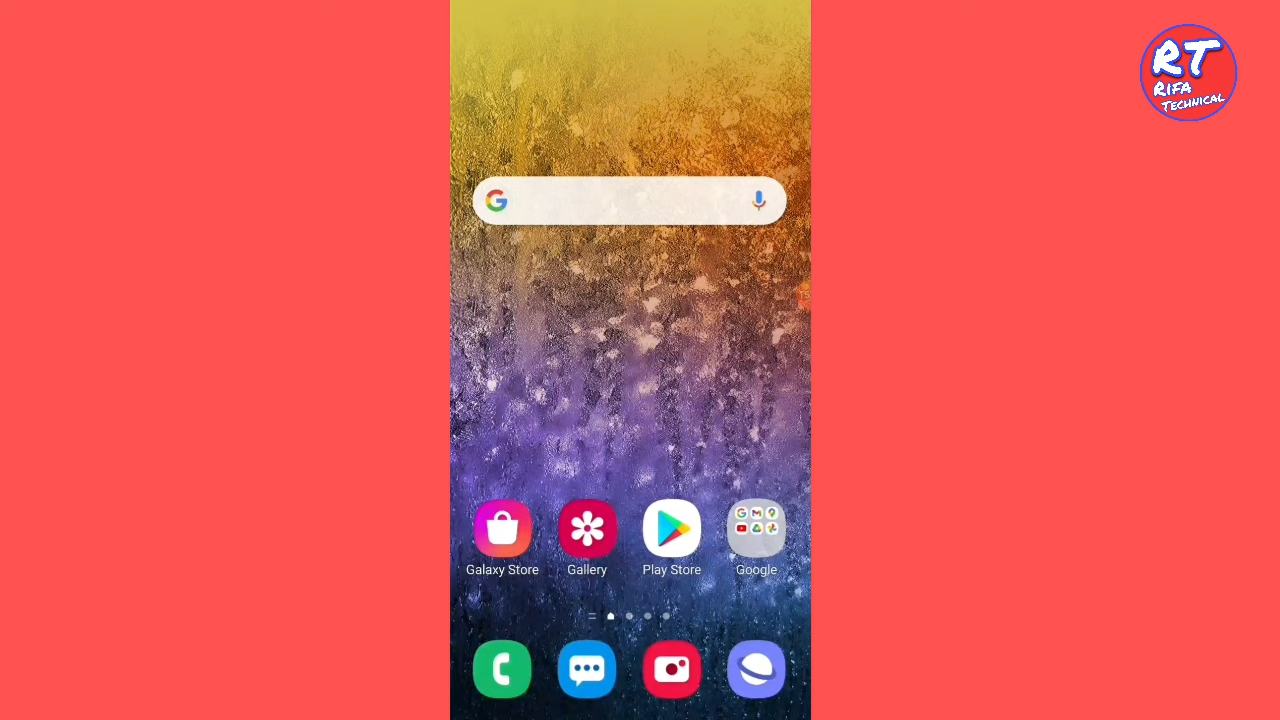 RT
RIFA
TECHNICAL
Galaxy Store
Gallery
Play Store
Google